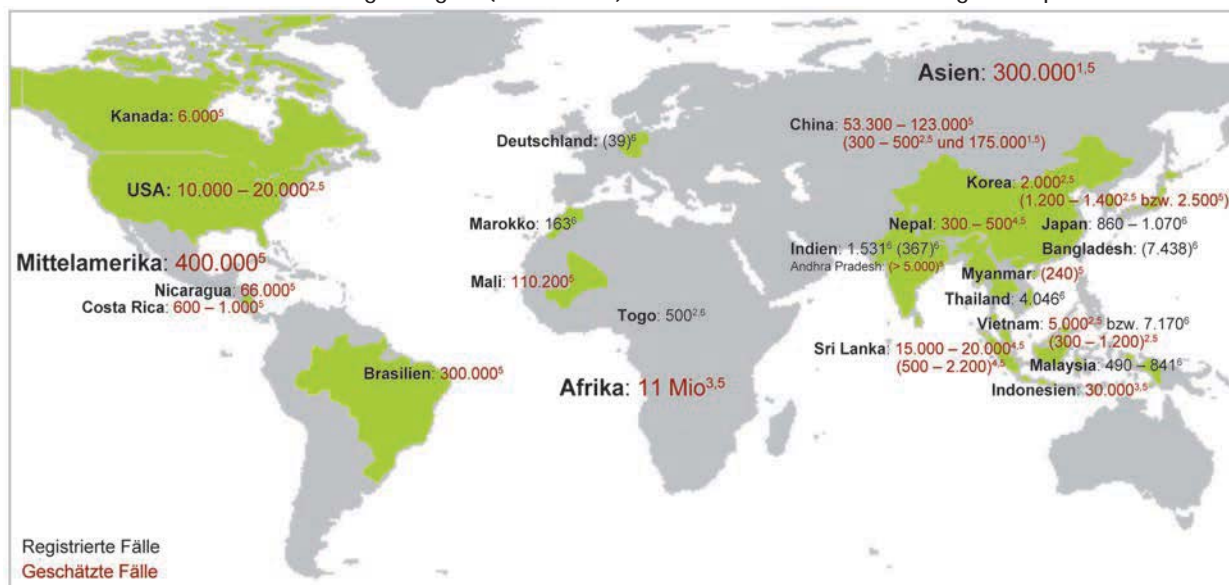 Asien: 300.000¹,⁵
Kanada: 6.000⁵
China: 53.300 – 123.000⁵
(300 – 500²,⁵ und 175.000¹,⁵)
Deutschland: (39)⁶
USA: 10.000 – 20.000²,⁵
Korea: 2.000²,⁵
(1.200 – 1.400²,⁵ bzw. 2.500⁵)
Marokko: 163⁶
Nepal: 300 – 500⁴,⁵
Japan: 860 – 1.070⁶
Indien: 1.531⁶ (367)⁶
Bangladesh: (7.438)⁶
Andhra Pradesh: (> 5.000)⁵
Mittelamerika: 400.000⁵
Myanmar: (240)⁵
Mali: 110.200⁵
Nicaragua: 66.000⁵
Thailand: 4.046⁶
Costa Rica: 600 – 1.000⁵
Togo: 500²,⁶
Vietnam: 5.000²,⁵ bzw. 7.170⁶
(300 – 1.200)²,⁵
Sri Lanka: 15.000 – 20.000⁴,⁵
(500 – 2.200)⁴,⁵
Malaysia: 490 – 841⁶
Brasilien: 300.000⁵
Afrika: 11 Mio³,⁵
Indonesien: 30.000³,⁵
Registrierte Fälle
Geschätzte Fälle